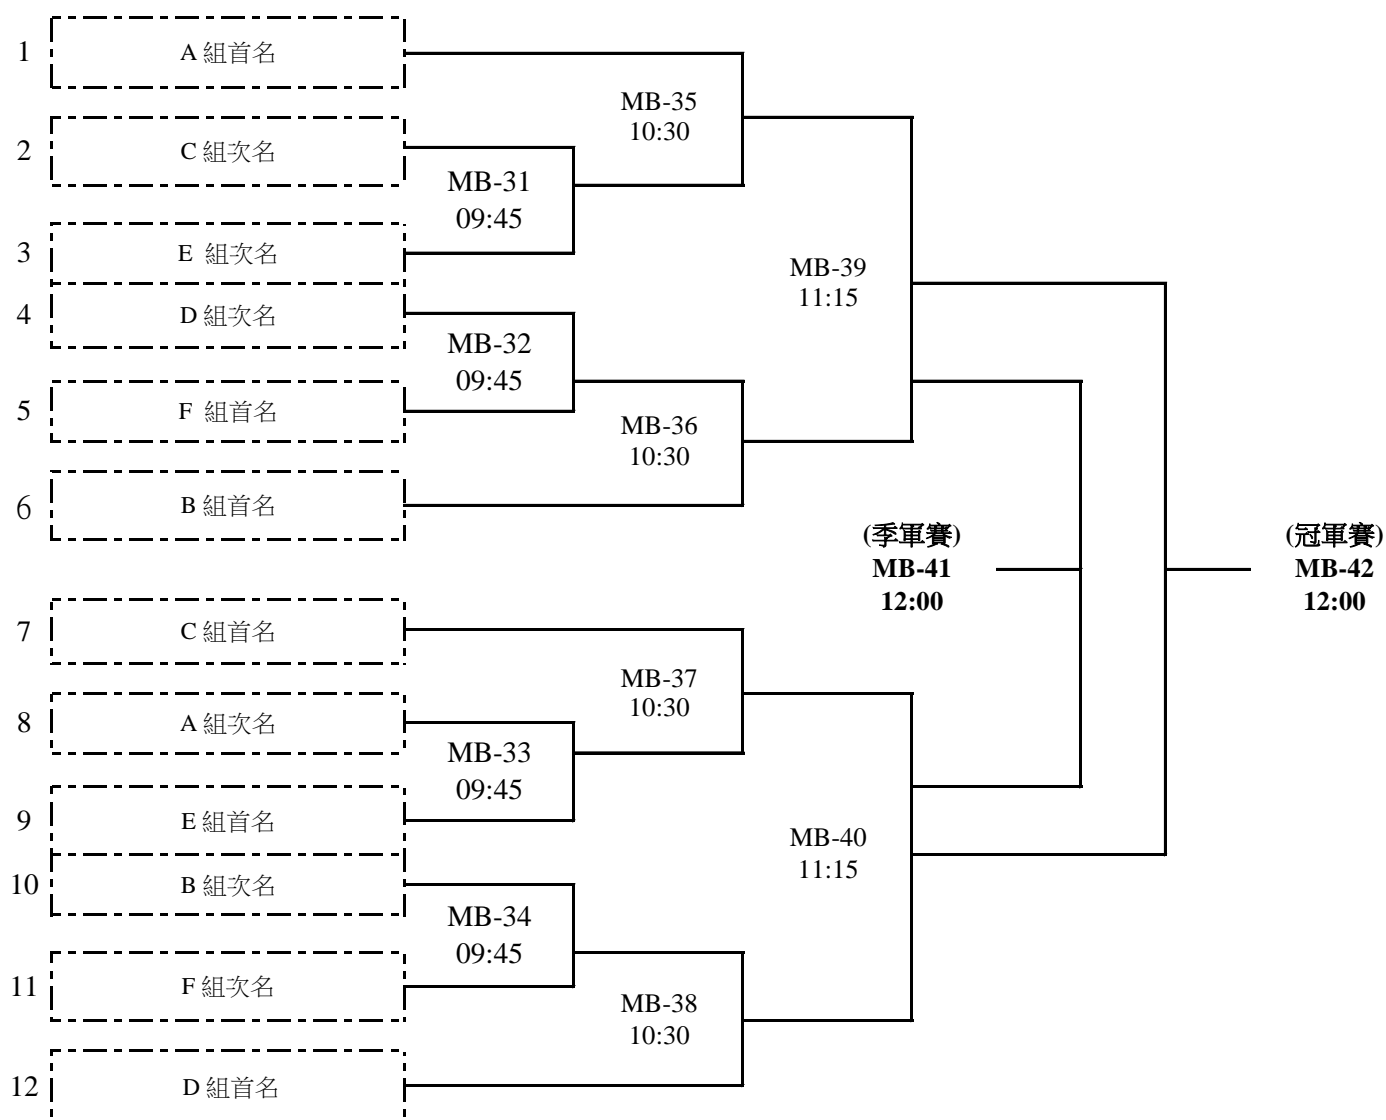 1 A 組首名
MB-35
10:30
2 C 組次名
MB-31
09:45
3 E 組次名
MB-39
11:15
4 D 組次名
MB-32
09:45
5 F 組首名
MB-36
10:30
6 B 組首名
(季軍賽)
MB-41
12:00
(冠軍賽)
MB-42
12:00
7 C 組首名
MB-37
10:30
8 A 組次名
MB-33
09:45
9 E 組首名
MB-40
11:15
10 B 組次名
MB-34
09:45
11 F 組次名
MB-38
10:30
12 D 組首名